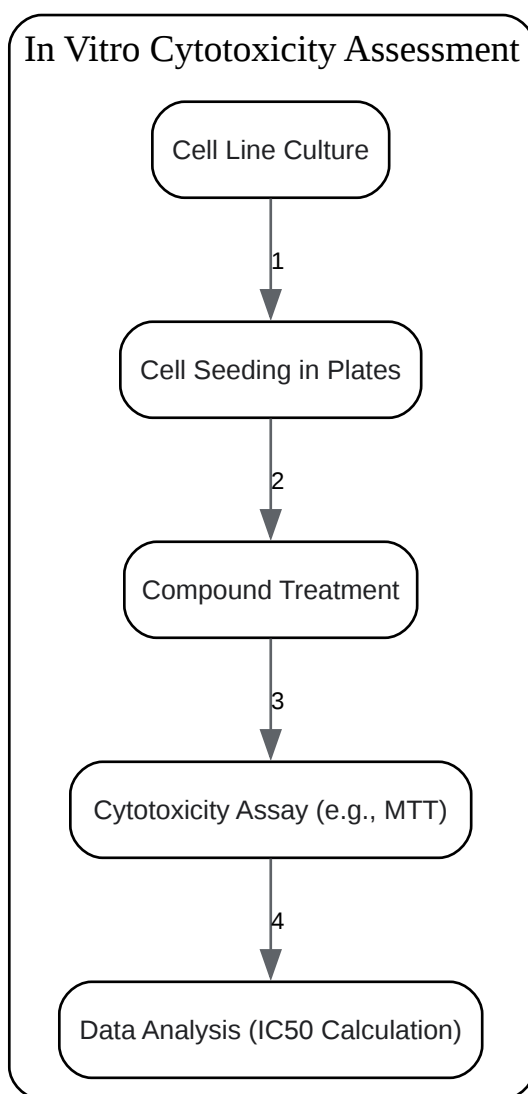 In Vitro Cytotoxicity Assessment
Cell Line Culture
1
Cell Seeding in Plates
2
Compound Treatment
3
Cytotoxicity Assay (e.g., MTT)
4
Data Analysis (IC50 Calculation)